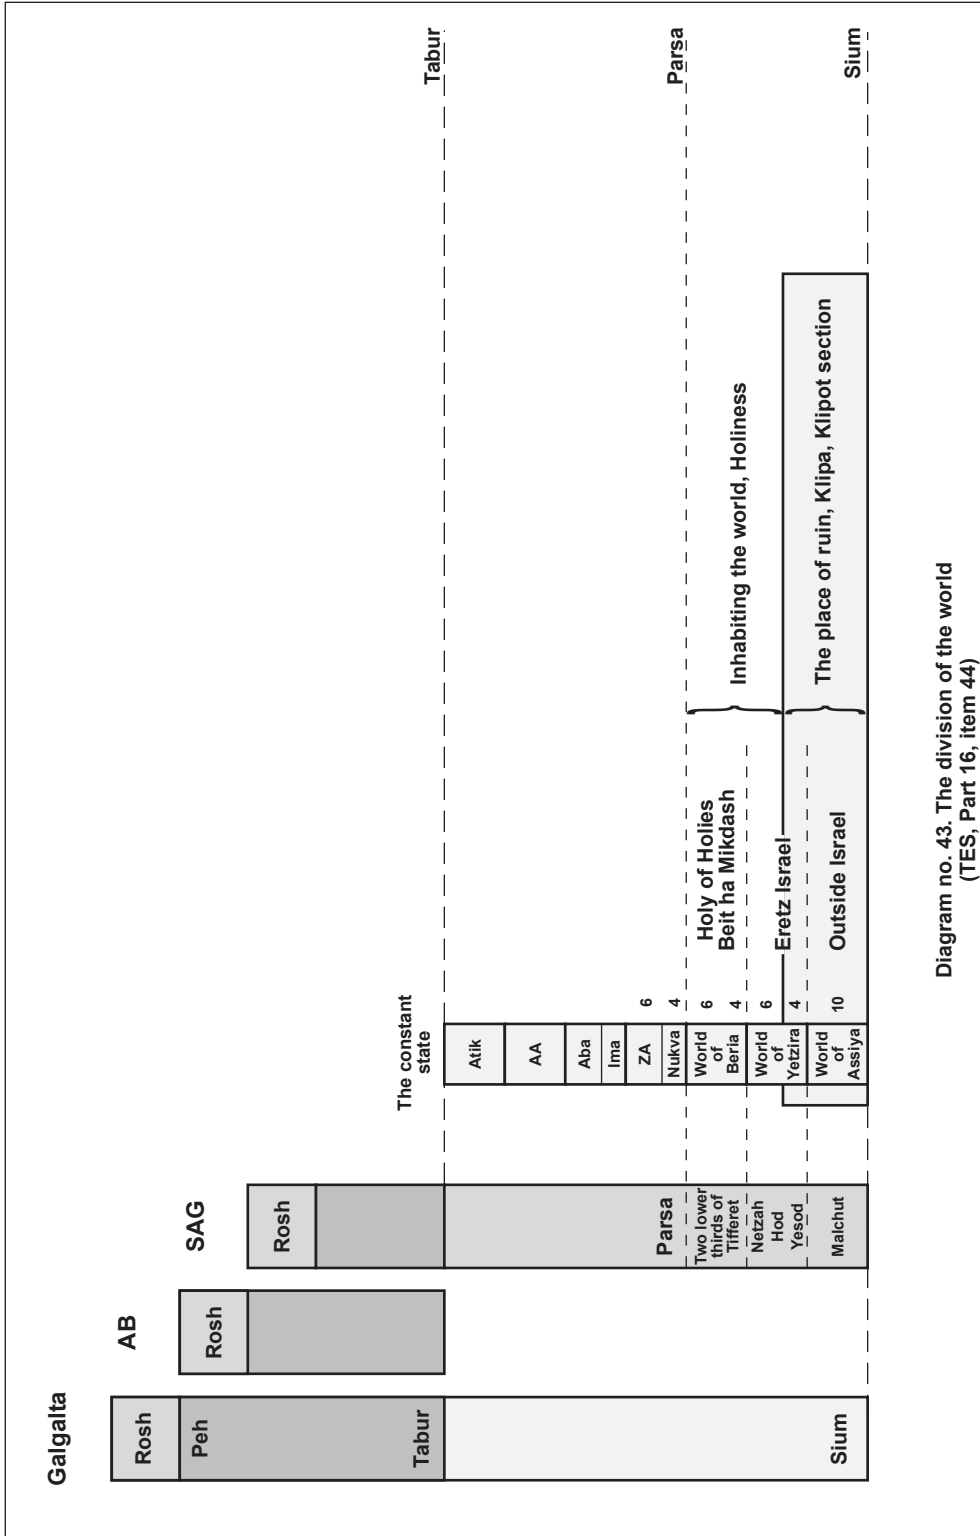 Galgalta
Rosh
Peh
Tabur
Sium
AB
Rosh
SAG
Rosh
Parsa
Two lower
thirds of
Tifferet
Netzah
Hod
Yesod
Malchut
The constant
state
Atik
AA
Aba
Ima
ZA
6
Nukva
4
World
of
Beria
6
4
World
of
Yetzira
6
4
World
of
Assiya
10
Holy of Holies
Beit ha Mikdash
Eretz Israel
Outside Israel
Inhabiting the world, Holiness
The place of ruin, Klipa, Klipot section
Tabur
Parsa
Sium
Diagram no. 43. The division of the world
(TES, Part 16, item 44)